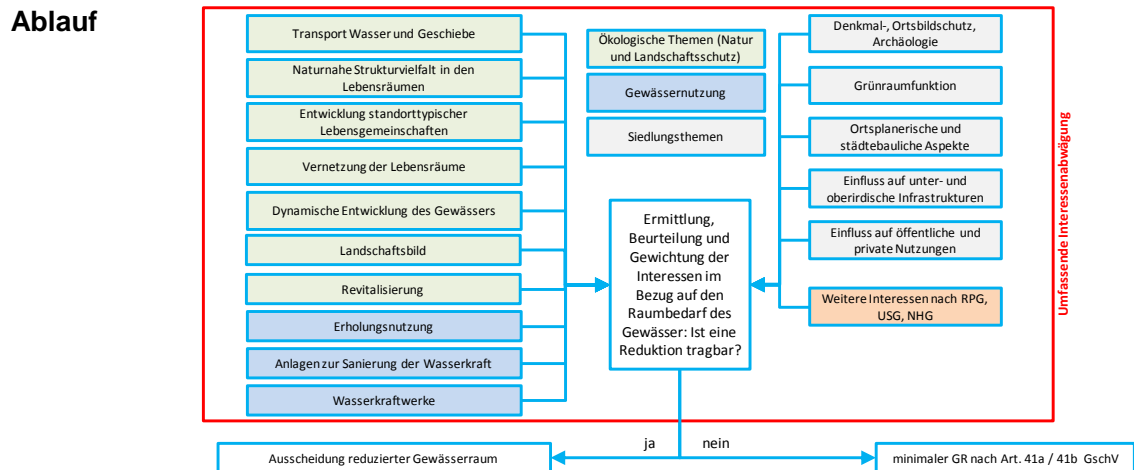 Ablauf
Transport Wasser und Geschiebe
Naturnahe Strukturvielfalt in den
Lebensräumen
Entwicklung standorttypischer
Lebensgemeinschaften
Vernetzung der Lebensräume
Dynamische Entwicklung des Gewässers
Landschaftsbild
Revitalisierung
Erholungsnutzung
Anlagen zur Sanierung der Wasserkraft
Wasserkraftwerke
Ökologische Themen (Natur
und Landschaftsschutz)
Gewässernutzung
Siedlungsthemen
Ermittlung,
Beurteilung und
Gewichtung der
Interessen im
Bezug auf den
Raumbedarf des
Gewässer: Ist eine
Reduktion tragbar?
Denkmal-, Ortsbildschutz,
Archäologie
Grünraumfunktion
Ortsplanerische und
städtebauliche Aspekte
Einfluss auf unter- und
oberirdische Infrastrukturen
Einfluss auf öffentliche und
private Nutzungen
Weitere Interessen nach RPG,
USG, NHG
Umfassende Interessenabwägung
ja
nein
Ausscheidung reduzierter Gewässerraum
minimaler GR nach Art. 41a / 41b GschV